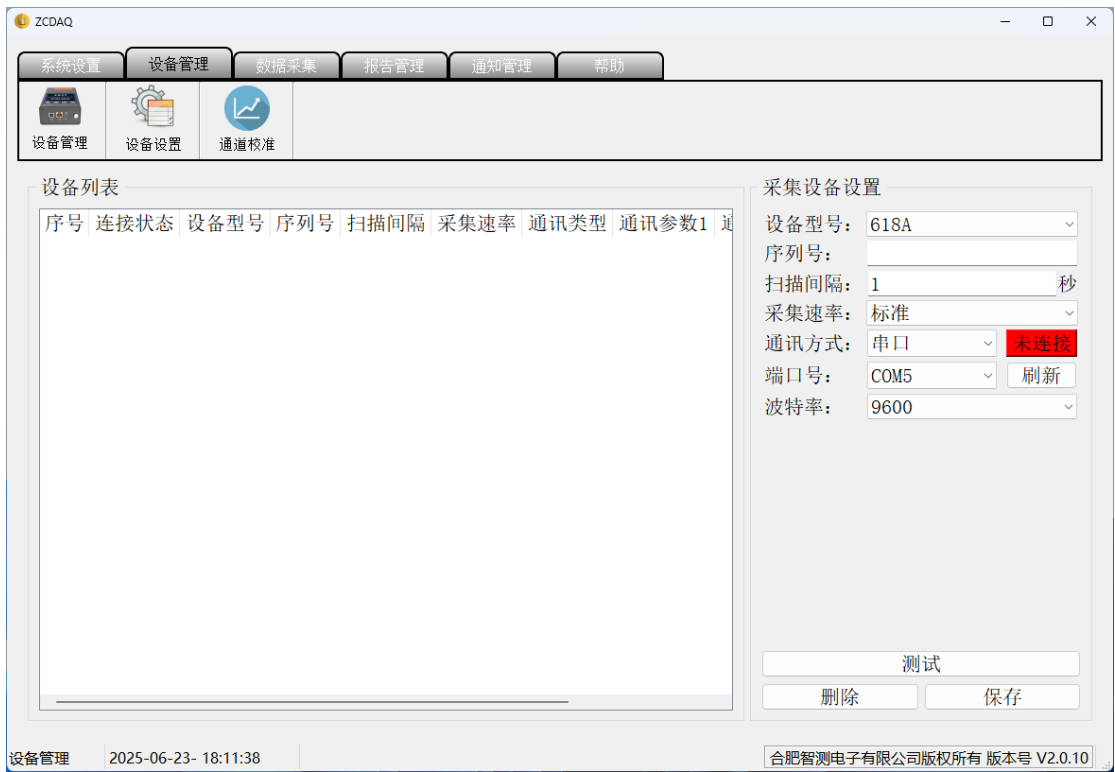 ZCDAQ
系统设置 设备管理 数据采集 报告管理 通知管理 帮助
设备管理 设备设置 通道校准
设备列表
序号 连接状态 设备型号 序列号 扫描间隔 采集速率 通讯类型 通讯参数1
采集设备设置
设备型号: 618A
序列号:
扫描间隔: 1 秒
采集速率: 标准
通讯方式: 串口 未连接
端口号: COM5 刷新
波特率: 9600
测试
删除 保存
设备管理 2025-06-23- 18:11:38 合肥智测电子有限公司版权所有 版本号 V2.0.10